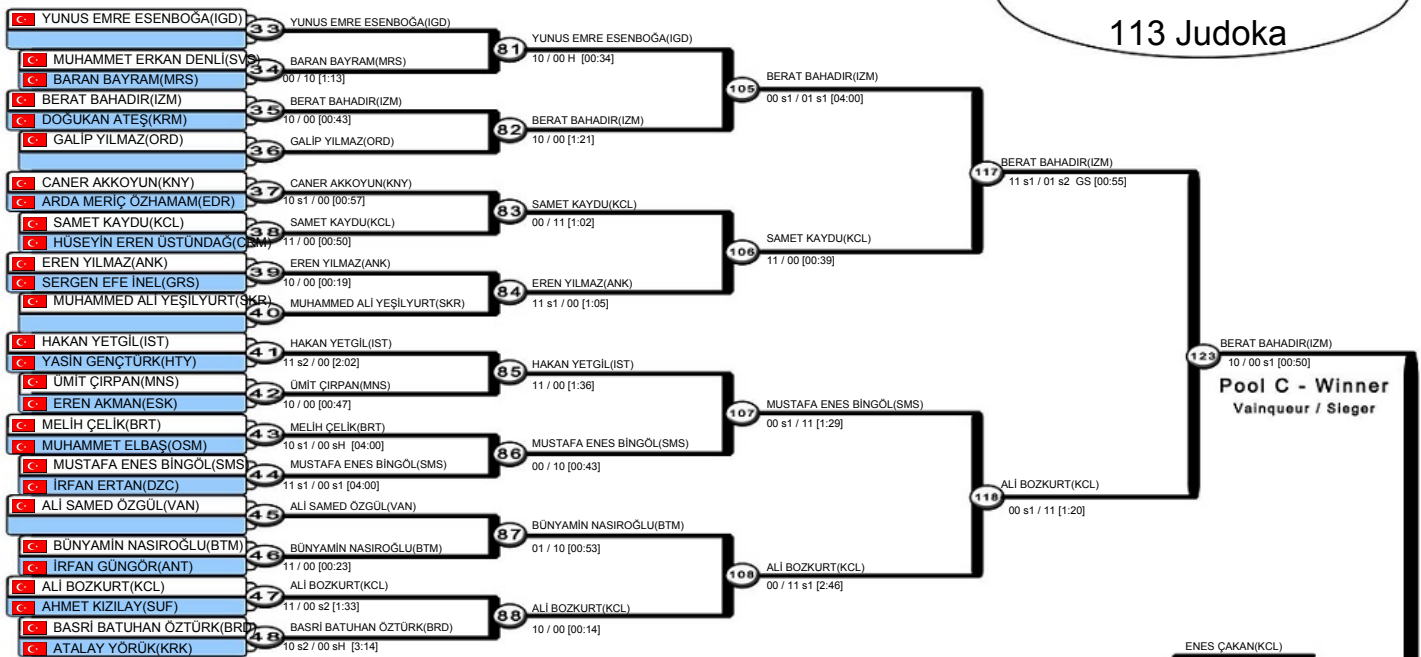 113 Judoka
YUNUS EMRE ESENBOĞA(IGD)
MUHAMMET ERKAN DENLİ(SVS)
BARAN BAYRAM(MRS)
BERAT BAHADIR(IZM)
DOĞUKAN ATEŞ(KRM)
GALİP YILMAZ(ORD)
CANER AKKOYUN(KNY)
ARDA MERİÇ ÖZHAMAM(EDR)
SAMET KAYDU(KCL)
HÜSEYİN EREN ÜSTÜNDAĞ(CRM)
EREN YILMAZ(ANK)
SERGEN EFE İNEL(GRS)
MUHAMMED ALİ YEŞİLYURT(SKR)
HAKAN YETGİL(IST)
YASİN GENÇTÜRK(HTY)
ÜMİT ÇIRPAN(MNS)
EREN AKMAN(ESK)
MELİH ÇELİK(BRT)
MUHAMMET ELBAŞ(OSM)
MUSTAFA ENES BİNGÖL(SMS)
İRFAN ERTAN(DZC)
ALİ SAMED ÖZGÜL(VAN)
BÜNYAMİN NASIROĞLU(BTM)
İRFAN GÜNGÖR(ANT)
ALİ BOZKURT(KCL)
AHMET KIZILAY(SUF)
BASRİ BATUHAN ÖZTÜRK(BRD)
ATALAY YÖRÜK(KRK)
33 YUNUS EMRE ESENBOĞA(IGD)
34 BARAN BAYRAM(MRS)
00 / 10 [1:13]
35 BERAT BAHADIR(IZM)
10 / 00 [00:43]
36 GALİP YILMAZ(ORD)
37 CANER AKKOYUN(KNY)
10 s1 / 00 [00:57]
38 SAMET KAYDU(KCL)
11 / 00 [00:50]
39 EREN YILMAZ(ANK)
10 / 00 [00:19]
40 MUHAMMED ALİ YEŞİLYURT(SKR)
41 HAKAN YETGİL(IST)
11 s2 / 00 [2:02]
42 ÜMİT ÇIRPAN(MNS)
10 / 00 [00:47]
43 MELİH ÇELİK(BRT)
10 s1 / 00 sH [04:00]
44 MUSTAFA ENES BİNGÖL(SMS)
11 s1 / 00 s1 [04:00]
45 ALİ SAMED ÖZGÜL(VAN)
46 BÜNYAMİN NASIROĞLU(BTM)
11 / 00 [00:23]
47 ALİ BOZKURT(KCL)
11 / 00 s2 [1:33]
48 BASRİ BATUHAN ÖZTÜRK(BRD)
10 s2 / 00 sH [3:14]
81 YUNUS EMRE ESENBOĞA(IGD)
10 / 00 H [00:34]
82 BERAT BAHADIR(IZM)
10 / 00 [1:21]
83 SAMET KAYDU(KCL)
00 / 11 [1:02]
84 EREN YILMAZ(ANK)
11 s1 / 00 [1:05]
85 HAKAN YETGİL(IST)
11 / 00 [1:36]
86 MUSTAFA ENES BİNGÖL(SMS)
00 / 10 [00:43]
87 BÜNYAMİN NASIROĞLU(BTM)
01 / 10 [00:53]
88 ALİ BOZKURT(KCL)
10 / 00 [00:14]
105 BERAT BAHADIR(IZM)
00 s1 / 01 s1 [04:00]
106 SAMET KAYDU(KCL)
11 / 00 [00:39]
107 MUSTAFA ENES BİNGÖL(SMS)
00 s1 / 11 [1:29]
108 ALİ BOZKURT(KCL)
00 / 11 s1 [2:46]
117 BERAT BAHADIR(IZM)
11 s1 / 01 s2 GS [00:55]
118 ALİ BOZKURT(KCL)
00 s1 / 11 [1:20]
123 BERAT BAHADIR(IZM)
10 / 00 s1 [00:50]
Pool C - Winner
Vainqueur / Sieger
ENES ÇAKAN(KCL)